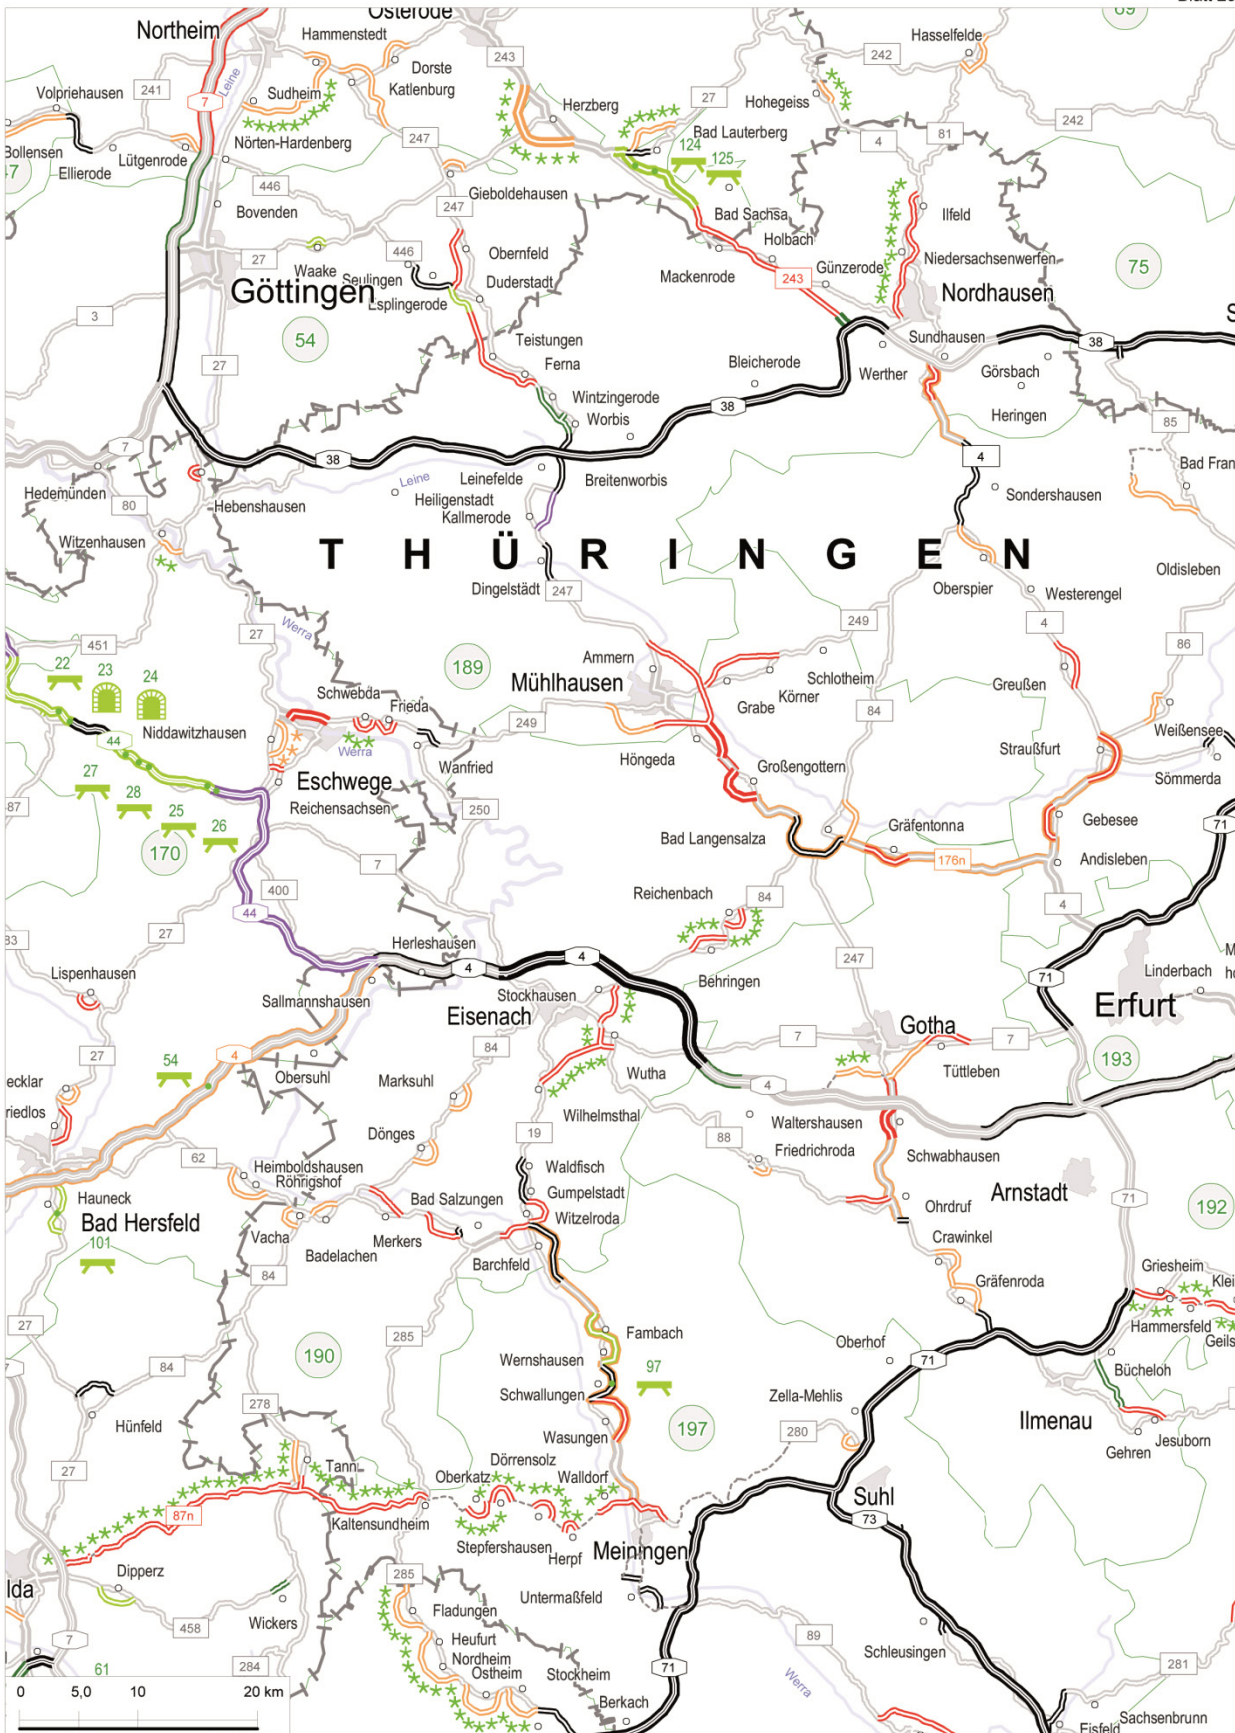 Osterode
69
Northeim
Hammenstedt
Hasselfelde
243
242
Dorste
Katlenburg
Leine
241
7
Volpriehausen
Sudheim
Herzberg
27
Hohegeiss
242
Nörten-Hardenberg
247
Bad Lauterberg
81
4
Bollensen
Lütgenrode
124
125
47
Ellierode
446
Gieboldehausen
Bovenden
247
Bad Sachsa
Ilfeld
27
446
Obernfeld
Holbach
Niedersachsenwerfen
Waake
Seulingen
Duderstadt
Mackenrode
Günzerode
75
243
Göttingen
Esplingerode
Nordhausen
3
54
Teistungen
Sundhausen
38
27
Ferna
Bleicherode
Werther
Görsbach
Wintzingerode
38
Heringen
Worbis
85
7
38
4
Leinefelde
Breitenworbis
Bad Fran
Hedemünden
Leine
Heiligenstadt
Sondershausen
80
Hebenshausen
Kallmerode
Witzenhausen
THÜRINGEN
Oldisleben
Dingelstädt
247
Oberspier
Westerengel
27
Werra
249
4
86
451
189
Ammern
Schlotheim
22
23
24
Mühlhausen
Körner
Greußen
Schwebda
Frieda
Grabe
84
249
Weißensee
Niddawitzhausen
44
Werra
Straußfurt
Wanfried
Höngeda
Großengottern
Sömmerda
27
Eschwege
28
Reichensachsen
250
Gebesee
25
71
87
26
Bad Langensalza
Gräfentonna
170
176n
Andisleben
7
400
Reichenbach
84
4
44
27
83
Herleshausen
Behringen
247
Lispenhausen
4
4
71
Linderbach
Sallmannshausen
Stockhausen
Erfurt
Eisenach
Gotha
7
7
84
27
4
193
54
Obersuhl
Marksuhl
Wutha
Tüttleben
ecklar
4
riedlos
Wilhelmsthal
Waltershausen
Dönges
19
88
Friedrichroda
62
Heimboldshausen
Waldfisch
Schwabhausen
Röhrigshof
Hauneck
Bad Salzungen
Gumpelstadt
Arnstadt
71
Ohrdruf
192
Bad Hersfeld
Witzelroda
Vacha
Merkers
Crawinkel
101
Badelachen
Barchfeld
Griesheim
84
Gräfenroda
Klei
27
285
Fambach
Oberhof
Hammersfeld
190
Geils
7
84
Wernshausen
71
97
Bücheloh
Schwallungen
Zella-Mehlis
278
Hünfeld
197
280
Ilmenau
Wasungen
Jesuborn
27
Dörrensolz
Gehren
Tann
Oberkatz
Walldorf
Suhl
87n
Kaltensundheim
73
Stepfershausen
Herpf
Meiningen
Dipperz
285
lda
Untermaßfeld
Fladungen
458
Wickers
Heufurt
89
Schleusingen
7
Nordheim
Ostheim
Stockheim
71
Werra
281
61
284
Berkach
0 5,0 10 20 km
Eisfeld
Sachsenbrunn